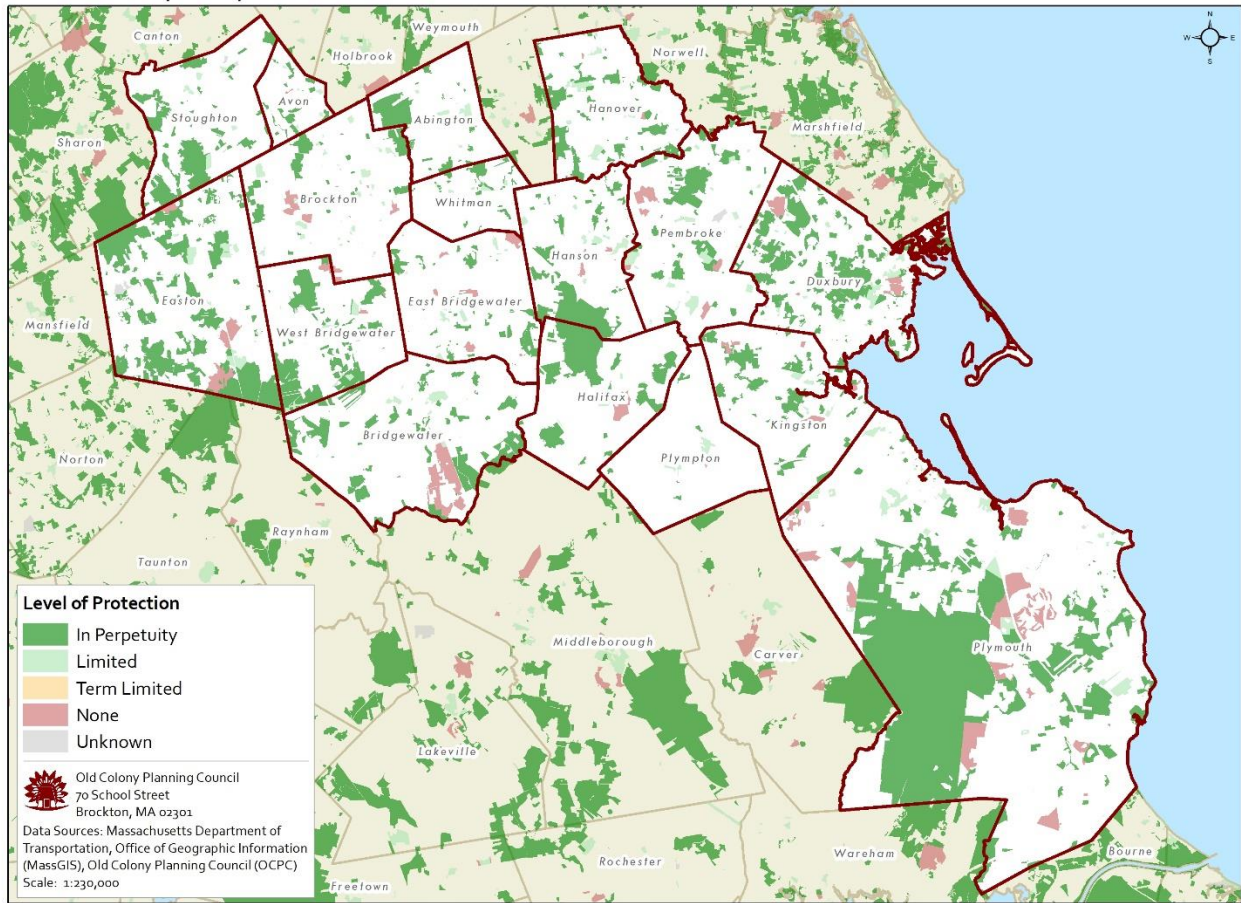 N
W E
S
Canton
Weymouth
Holbrook
Norwell
Avon
Stoughton
Hanover
Abington
Marshfield
Sharon
Brockton
Whitman
Pembroke
Hanson
Duxbury
Easton
East Bridgewater
Mansfield
West Bridgewater
Halifax
Kingston
Bridgewater
Plympton
Norton
Raynham
Taunton
Middleborough
Carver
Plymouth
Lakeville
Wareham
Bourne
Rochester
Freetown
Level of Protection
In Perpetuity
Limited
Term Limited
None
Unknown
Old Colony Planning Council
70 School Street
Brockton, MA 02301
Data Sources: Massachusetts Department of
Transportation, Office of Geographic Information
(MassGIS), Old Colony Planning Council (OCPC)
Scale: 1:230,000